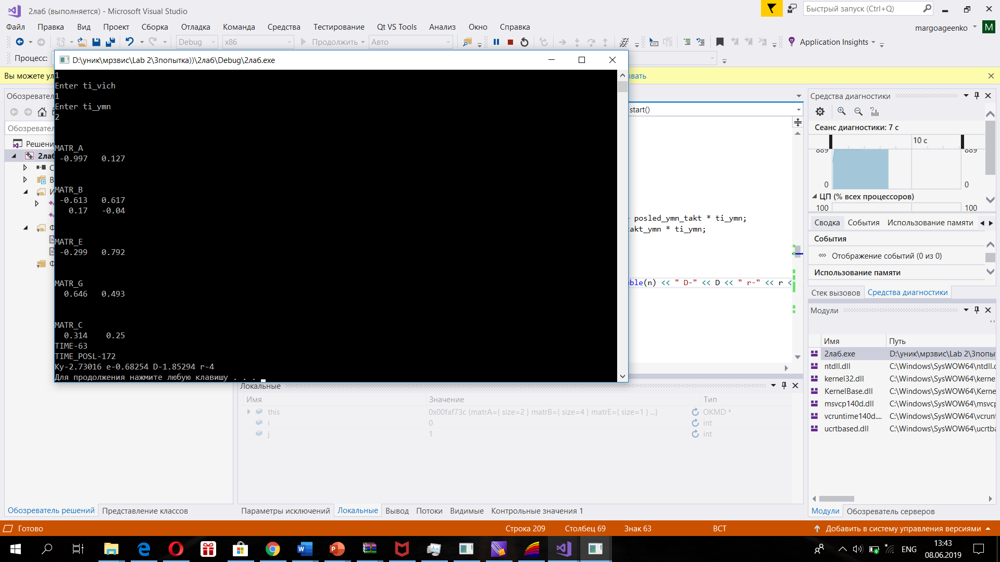 2лаб (выполняется) - Microsoft Visual Studio
Быстрый запуск (Ctrl+Q)
Файл Правка Вид Проект Сборка Отладка Команда Средства Тестирование Qt VS Tools Анализ Окно Справка
margoageenko M
Debug x86 Продолжить Авто Application Insights
Процесс:
D:\уник\мрзвис\Lab 2\3попытка))\2лаб\Debug\2лаб.exe
Вы можете
1
Enter ti_vich
1
Enter ti_ymn
2
MATR_A
-0.997 0.127
MATR_B
-0.613 0.617
0.17 -0.04
MATR_E
-0.299 0.792
MATR_G
0.646 0.493
MATR_C
0.314 0.25
TIME-63
TIME_POSL-172
Ky-2.73016 e-0.68254 D-1.85294 r-4
Для продолжения нажмите любую клавишу . . .
start()
posled_ymn_takt * ti_ymn;
takt_ymn * ti_ymn;
ble(n) << " D-" << D << " r-" << r <
Средства диагностики
Сеанс диагностики: 7 с
10 с
889 889
0 0
ЦП (% всех процессоров)
100 100
Сводка События Использование памяти
События
Отображение событий (0 из 0)
Использование памяти
Стек вызовов Средства диагностики
Модули
Имя Путь
2лаб.exe D:\уник\мрзвис\Lab 2\3попыт
ntdll.dll C:\Windows\SysWOW64\ntdll.d
kernel32.dll C:\Windows\SysWOW64\kerne
KernelBase.dll C:\Windows\SysWOW64\Kerne
msvcp140d.dll C:\Windows\SysWOW64\msvcp
vcruntime140d.... C:\Windows\SysWOW64\vcrunt
ucrtbased.dll C:\Windows\SysWOW64\ucrtba
Модули Обозреватель серверов
Локальные
Имя Значение Тип
this 0x00faf73c {matrA={ size=2 } matrB={ size=4 } matrE={ size=1 } ...} OKMD *
i 0 int
j 1 int
Обозреватель решений Представление классов
Параметры исключений Локальные Вывод Потоки Видимые Контрольные значения 1
Готово Строка 209 Столбец 69 Знак 63 ВСТ Добавить в систему управления версиями
ENG 13:43
08.06.2019